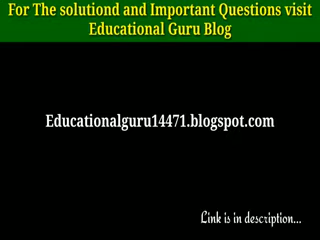 For The solutiond and Important Questions visit
Educational Guru Blog
Educationalguru14471.blogspot.com
Link is in description...